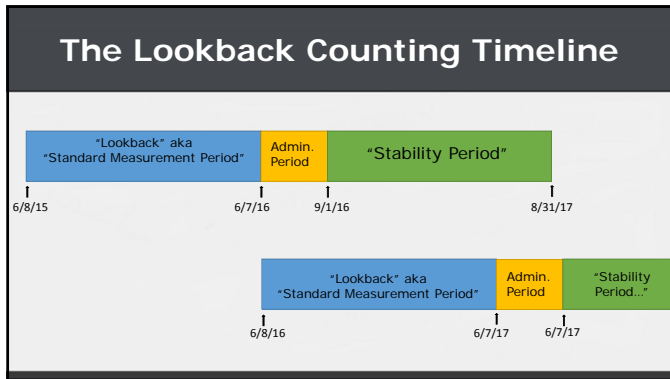 The Lookback Counting Timeline
“Lookback” aka
“Standard Measurement Period”
Admin.
Period
“Stability Period”
6/8/15
6/7/16
9/1/16
8/31/17
“Lookback” aka
“Standard Measurement Period”
Admin.
Period
“Stability
Period…”
6/8/16
6/7/17
6/7/17